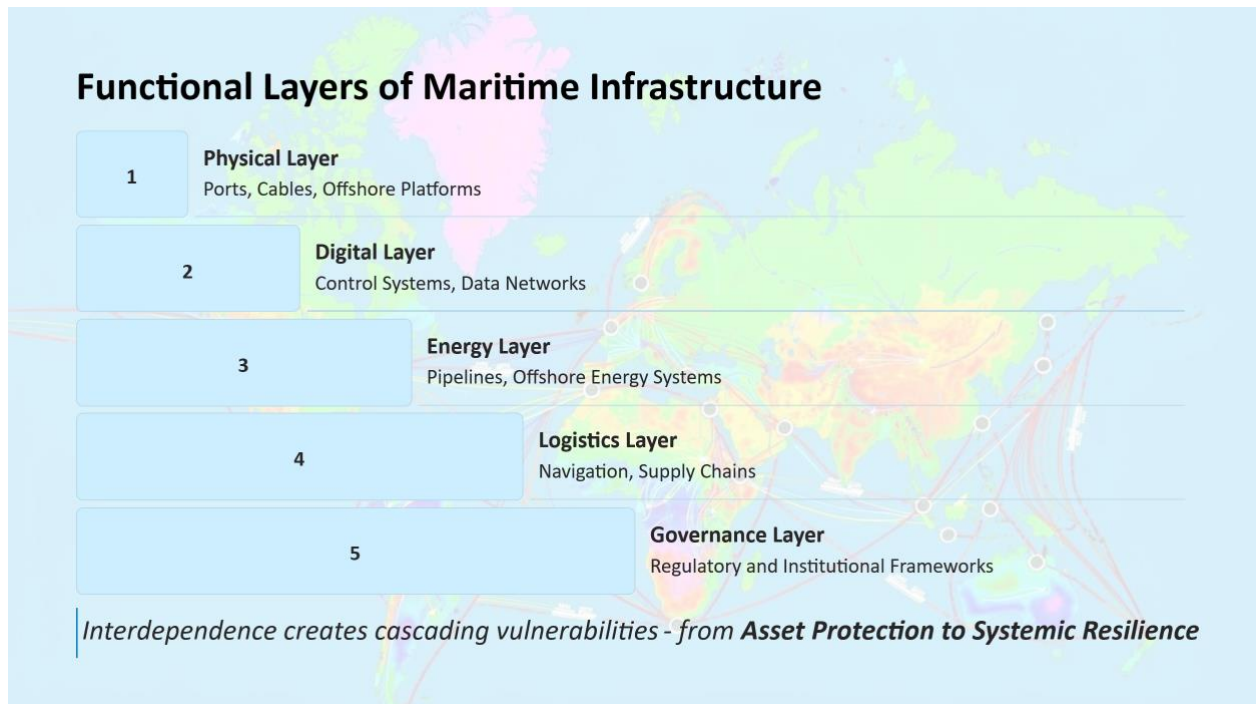 Functional Layers of Maritime Infrastructure
1
Physical Layer
Ports, Cables, Offshore Platforms
2
Digital Layer
Control Systems, Data Networks
3
Energy Layer
Pipelines, Offshore Energy Systems
4
Logistics Layer
Navigation, Supply Chains
5
Governance Layer
Regulatory and Institutional Frameworks
Interdependence creates cascading vulnerabilities - from Asset Protection to Systemic Resilience